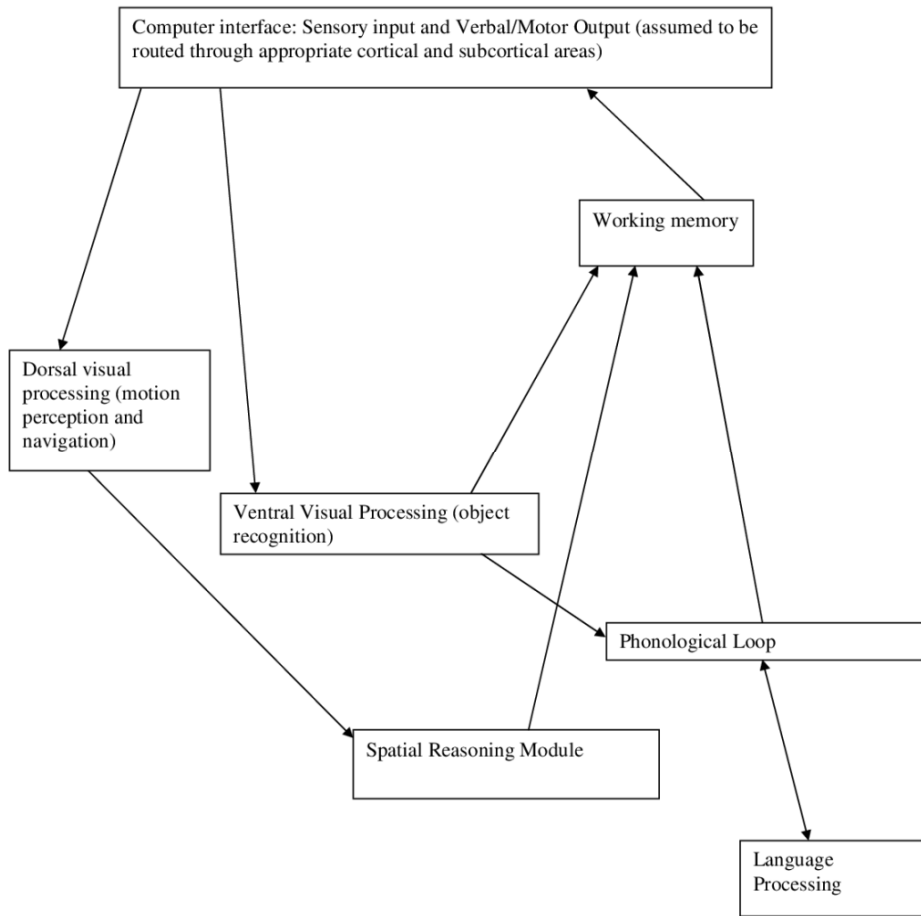 Computer interface: Sensory input and Verbal/Motor Output (assumed to be
routed through appropriate cortical and subcortical areas)
Working memory
Dorsal visual
processing (motion
perception and
navigation)
Ventral Visual Processing (object
recognition)
Phonological Loop
Spatial Reasoning Module
Language
Processing